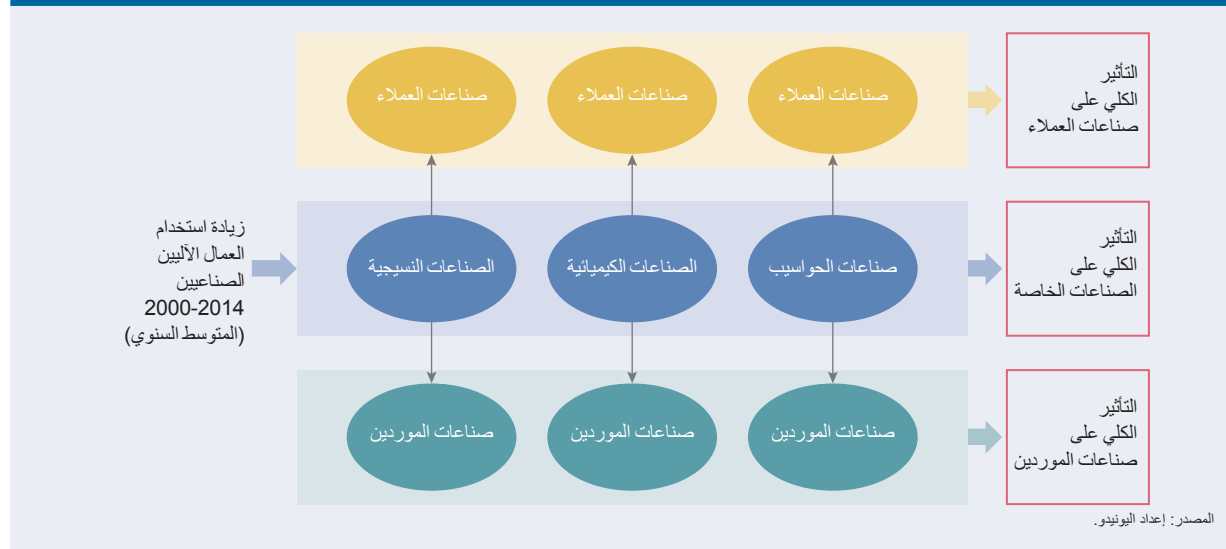 صناعات العملاء
صناعات العملاء
صناعات العملاء
التأثير
الكلي على
صناعات العملاء
زيادة استخدام
العمال الآليين
الصناعيين
2000-2014
(المتوسط السنوي)
صناعات الحواسيب
الصناعات الكيميائية
الصناعات النسيجية
التأثير
الكلي على
الصناعات الخاصة
صناعات الموردين
صناعات الموردين
صناعات الموردين
التأثير
الكلي على
صناعات الموردين
المصدر: إعداد اليونيدو.